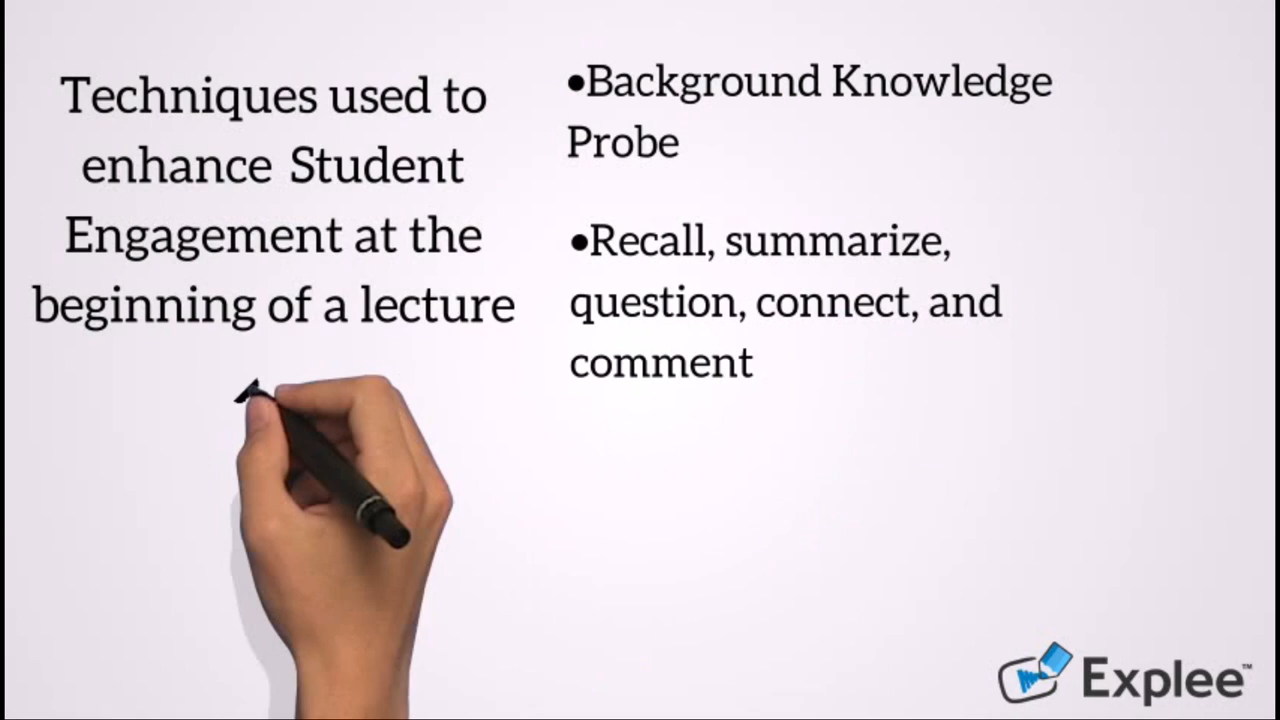 Techniques used to
enhance Student
Engagement at the
beginning of a lecture
•Background Knowledge
Probe
•Recall, summarize,
question, connect, and
comment
Explee™